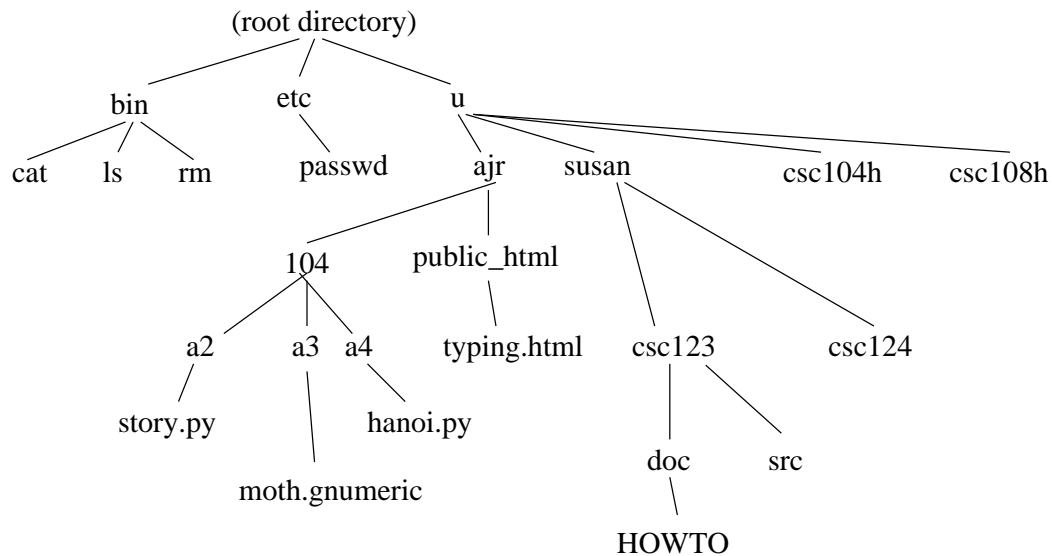 (root directory)
bin etc u
cat ls rm passwd ajr susan csc104h csc108h
104 public_html
a2 a3 a4 typing.html csc123 csc124
story.py hanoi.py
moth.gnumeric doc src
HOWTO